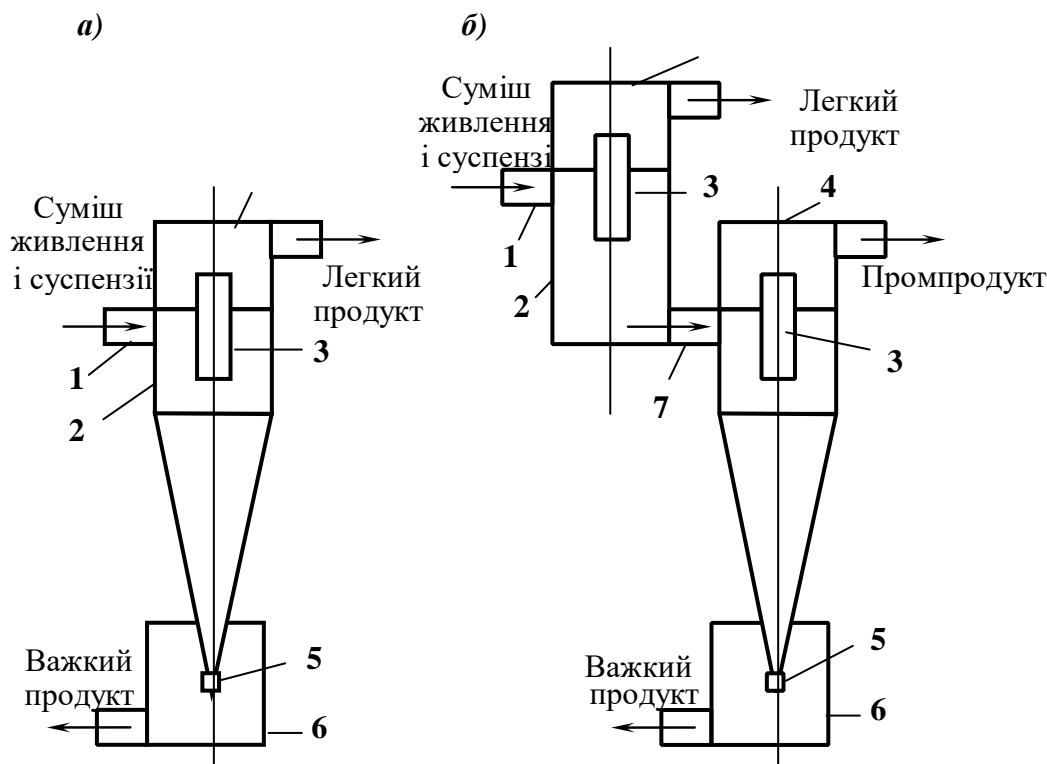 а)
Суміш
живлення
і суспензії
Легкий
продукт
1
2
3
Важкий
продукт
5
6
б)
Суміш
живлення
і суспензі
Легкий
продукт
1
2
3
4
Промпродукт
3
7
Важкий
продукт
5
6